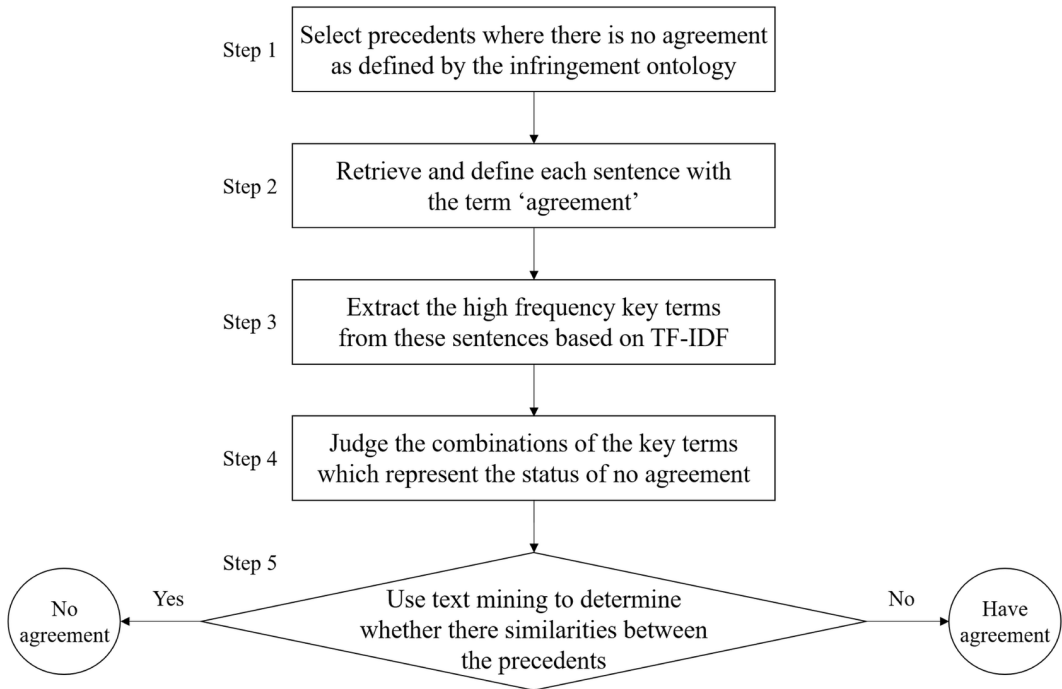 Step 1
Select precedents where there is no agreement
as defined by the infringement ontology
Step 2
Retrieve and define each sentence with
the term ‘agreement’
Step 3
Extract the high frequency key terms
from these sentences based on TF-IDF
Step 4
Judge the combinations of the key terms
which represent the status of no agreement
Step 5
Use text mining to determine
whether there similarities between
the precedents
Yes
No
agreement
No
Have
agreement